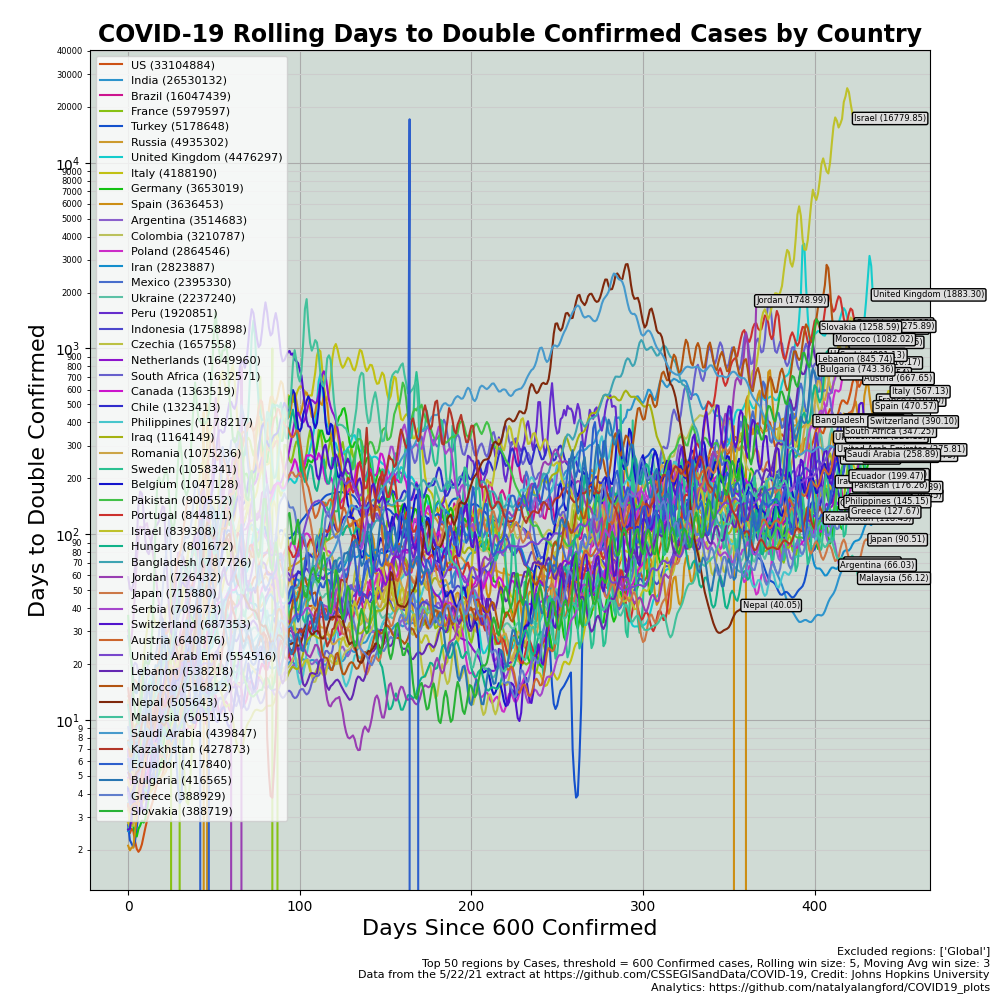 COVID-19 Rolling Days to Double Confirmed Cases by Country
Days to Double Confirmed
40000
30000
20000
10^4
9000
8000
7000
6000
5000
4000
3000
2000
10^3
900
800
700
600
500
400
300
200
10^2
90
80
70
60
50
40
30
20
10^1
9
8
7
6
5
4
3
2
US (33104884)
India (26530132)
Brazil (16047439)
France (5979597)
Turkey (5178648)
Russia (4935302)
United Kingdom (4476297)
Italy (4188190)
Germany (3653019)
Spain (3636453)
Argentina (3514683)
Colombia (3210787)
Poland (2864546)
Iran (2823887)
Mexico (2395330)
Ukraine (2237240)
Peru (1920851)
Indonesia (1758898)
Czechia (1657558)
Netherlands (1649960)
South Africa (1632571)
Canada (1363519)
Chile (1323413)
Philippines (1178217)
Iraq (1164149)
Romania (1075236)
Sweden (1058341)
Belgium (1047128)
Pakistan (900552)
Portugal (844811)
Israel (839308)
Hungary (801672)
Bangladesh (787726)
Jordan (726432)
Japan (715880)
Serbia (709673)
Switzerland (687353)
Austria (640876)
United Arab Emi (554516)
Lebanon (538218)
Morocco (516812)
Nepal (505643)
Malaysia (505115)
Saudi Arabia (439847)
Kazakhstan (427873)
Ecuador (417840)
Bulgaria (416565)
Greece (388929)
Slovakia (388719)
Israel (16779.85)
United Kingdom (1883.30)
Jordan (1748.99)
Slovakia (1258.59)
275.89)
Morocco (1082.02)
Lebanon (845.74)
Bulgaria (743.36)
Austria (667.65)
Italy (567.13)
Spain (470.57)
Bangladesh
Switzerland (390.10)
South Africa (347.25)
275.81)
Saudi Arabia (258.89)
Ecuador (199.47)
Pakistan (176.26)
Philippines (145.15)
Greece (127.67)
Japan (90.51)
Argentina (66.03)
Malaysia (56.12)
Nepal (40.05)
0
100
200
300
400
Days Since 600 Confirmed
Excluded regions: ['Global']
Top 50 regions by Cases, threshold = 600 Confirmed cases, Rolling win size: 5, Moving Avg win size: 3
Data from the 5/22/21 extract at https://github.com/CSSEGISandData/COVID-19, Credit: Johns Hopkins University
Analytics: https://github.com/natalyalangford/COVID19_plots